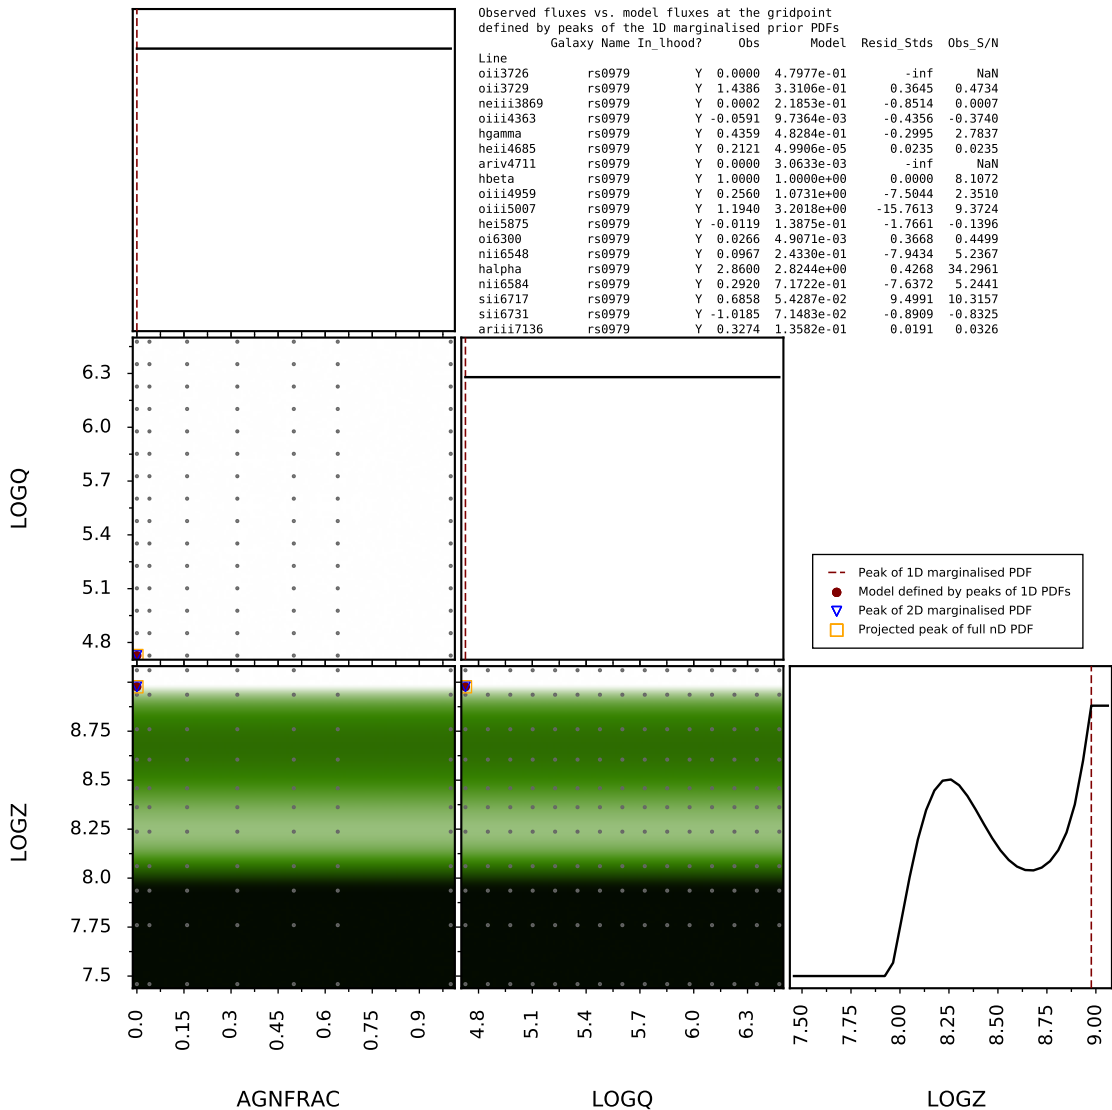 Observed fluxes vs. model fluxes at the gridpoint
defined by peaks of the 1D marginalised prior PDFs
Galaxy Name In_lhood? Obs Model Resid_Stds Obs_S/N
Line
oii3726 rs0979 Y 0.0000 4.7977e-01 -inf NaN
oii3729 rs0979 Y 1.4386 3.3106e-01 0.3645 0.4734
neiii3869 rs0979 Y 0.0002 2.1853e-01 -0.8514 0.0007
oiii4363 rs0979 Y -0.0591 9.7364e-03 -0.4356 -0.3740
hgamma rs0979 Y 0.4359 4.8284e-01 -0.2995 2.7837
heii4685 rs0979 Y 0.2121 4.9906e-05 0.0235 0.0235
ariv4711 rs0979 Y 0.0000 3.0633e-03 -inf NaN
hbeta rs0979 Y 1.0000 1.0000e+00 0.0000 8.1072
oiii4959 rs0979 Y 0.2560 1.0731e+00 -7.5044 2.3510
oiii5007 rs0979 Y 1.1940 3.2018e+00 -15.7613 9.3724
hei5875 rs0979 Y -0.0119 1.3875e-01 -1.7661 -0.1396
oi6300 rs0979 Y 0.0266 4.9071e-03 0.3668 0.4499
nii6548 rs0979 Y 0.0967 2.4330e-01 -7.9434 5.2367
halpha rs0979 Y 2.8600 2.8244e+00 0.4268 34.2961
nii6584 rs0979 Y 0.2920 7.1722e-01 -7.6372 5.2441
sii6717 rs0979 Y 0.6858 5.4287e-02 9.4991 10.3157
sii6731 rs0979 Y -1.0185 7.1483e-02 -0.8909 -0.8325
ariii7136 rs0979 Y 0.3274 1.3582e-01 0.0191 0.0326
6.3
6.0
5.7
5.4
5.1
4.8
LOGQ
Peak of 1D marginalised PDF
Model defined by peaks of 1D PDFs
Peak of 2D marginalised PDF
Projected peak of full nD PDF
8.75
8.5
8.25
8.0
7.75
7.5
LOGZ
0.0 0.15 0.3 0.45 0.6 0.75 0.9
4.8 5.1 5.4 5.7 6.0 6.3
7.50 7.75 8.00 8.25 8.50 8.75 9.00
AGNFRAC
LOGQ
LOGZ